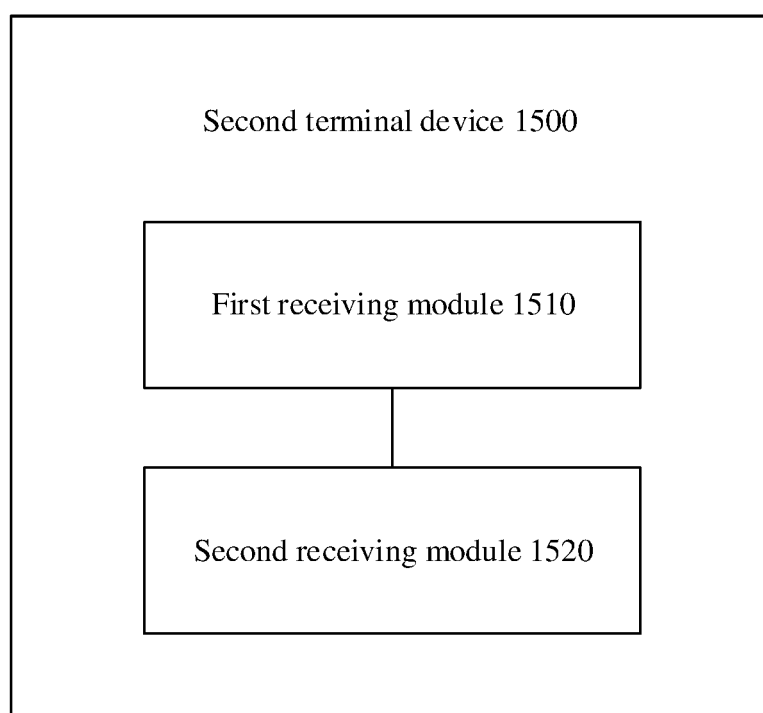 Second terminal device 1500
First receiving module 1510
Second receiving module 1520